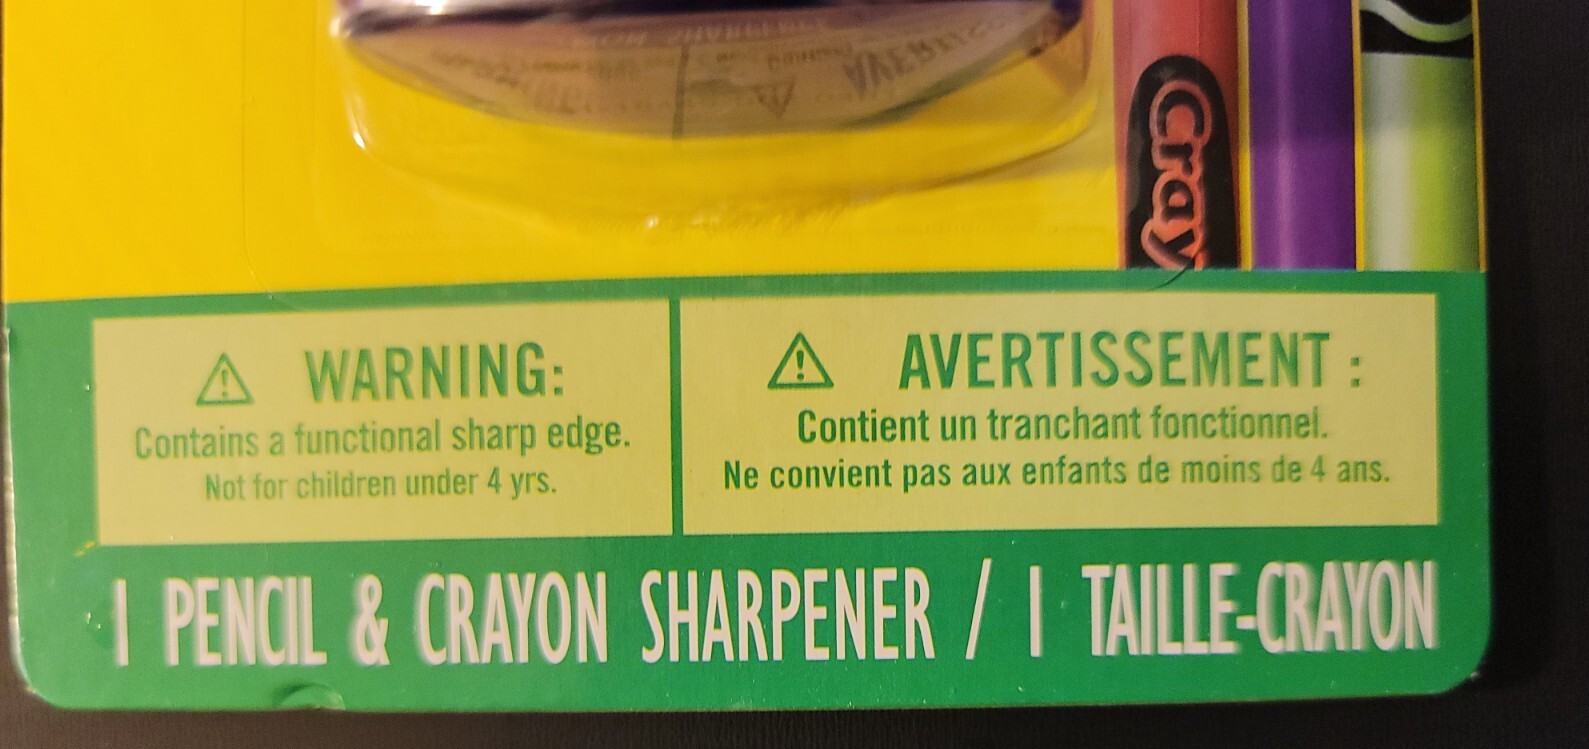 Cray
WARNING:
Contains a functional sharp edge.
Not for children under 4 yrs.
AVERTISSEMENT :
Contient un tranchant fonctionnel.
Ne convient pas aux enfants de moins de 4 ans.
1 PENCIL & CRAYON SHARPENER / 1 TAILLE-CRAYON